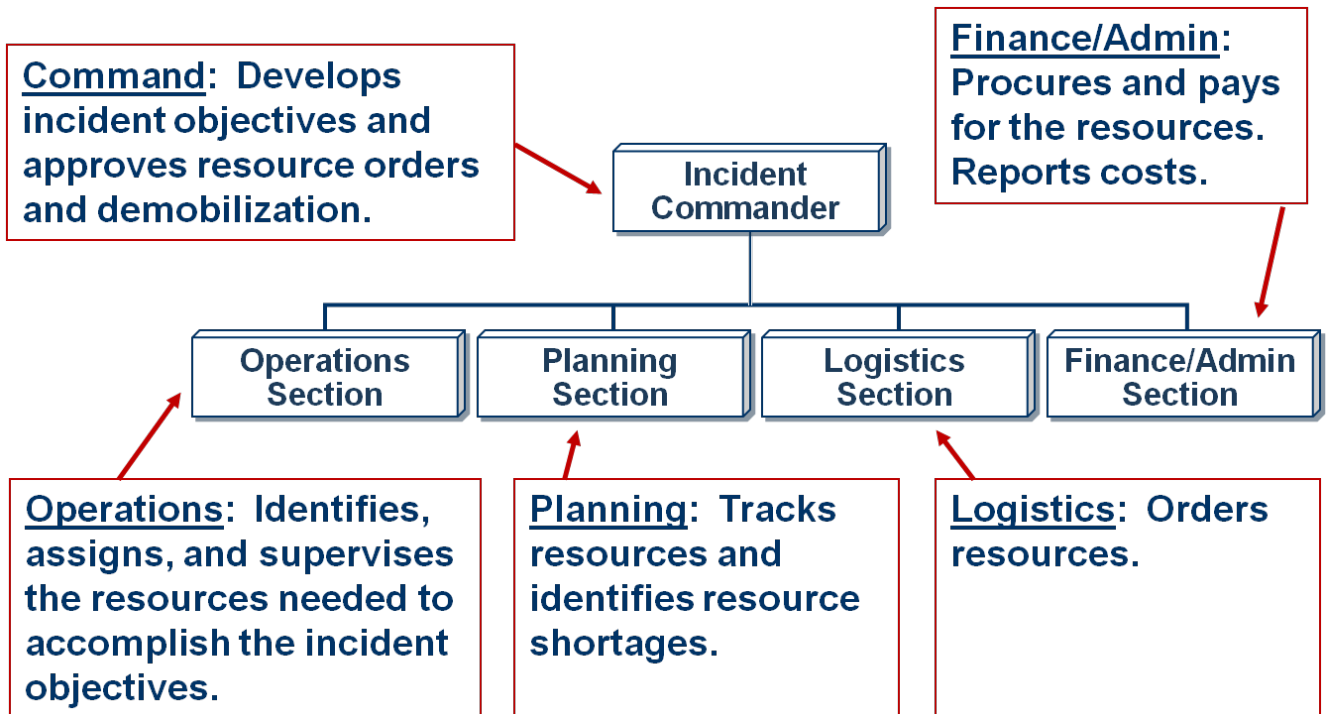 Command:  Develops
incident objectives and
approves resource orders
and demobilization.
Finance/Admin:
Procures and pays
for the resources.
Reports costs.
Incident
Commander
Operations
Section
Planning
Section
Logistics
Section
Finance/Admin
Section
Operations:  Identifies,
assigns, and supervises
the resources needed to
accomplish the incident
objectives.
Planning:  Tracks
resources and
identifies resource
shortages.
Logistics:  Orders
resources.